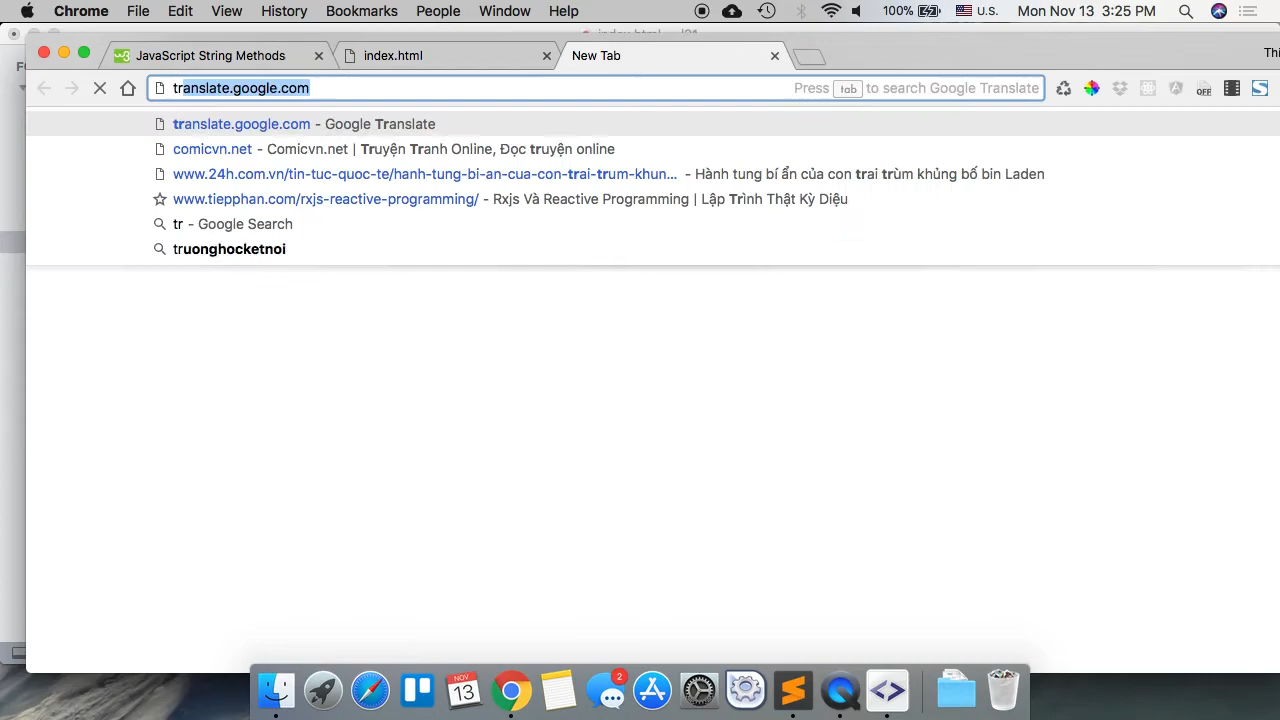 Chrome File Edit View History Bookmarks People Window Help 100% U.S. Mon Nov 13 3:25 PM
JavaScript String Methods index.html New Tab Thi
translate.google.com Press tab to search Google Translate OFF
translate.google.com - Google Translate
comicvn.net - Comicvn.net | Truyện Tranh Online, Đọc truyện online
www.24h.com.vn/tin-tuc-quoc-te/hanh-tung-bi-an-cua-con-trai-trum-khun... - Hành tung bí ẩn của con trai trùm khủng bố bin Laden
www.tiepphan.com/rxjs-reactive-programming/ - Rxjs Và Reactive Programming | Lập Trình Thật Kỳ Diệu
tr - Google Search
truonghocketnoi
NOV
13
2